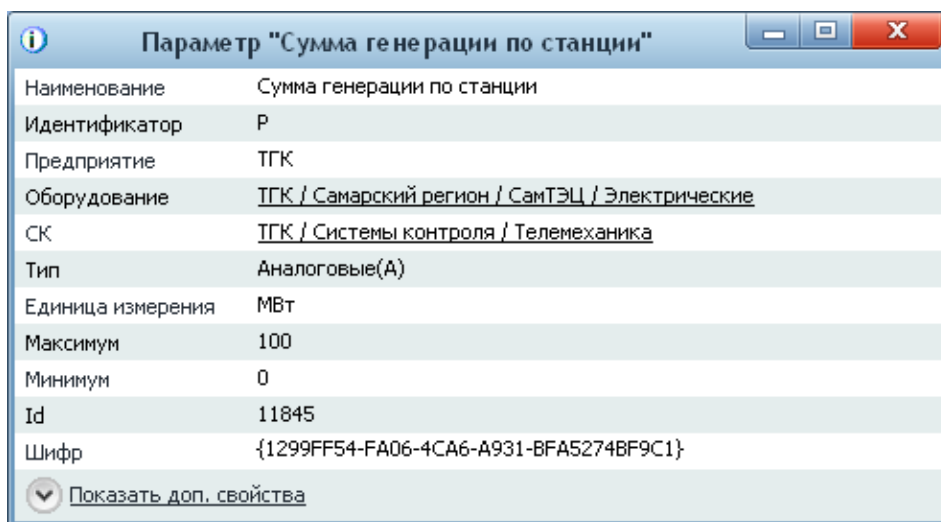 Параметр "Сумма генерации по станции"
Наименование Сумма генерации по станции
Идентификатор P
Предприятие ТГК
Оборудование ТГК / Самарский регион / СамТЭЦ / Электрические
СК ТГК / Системы контроля / Телемеханика
Тип Аналоговые(А)
Единица измерения МВт
Максимум 100
Минимум 0
Id 11845
Шифр {1299FF54-FA06-4CA6-A931-BFA5274BF9C1}
Показать доп. свойства